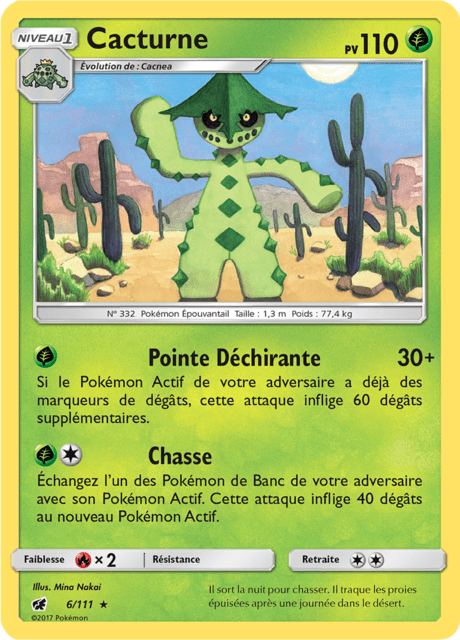 NIVEAU 1
Cacturne
PV 110
Évolution de : Cacnea
N° 332 Pokémon Épouvantail Taille : 1,3 m Poids : 77,4 kg
Pointe Déchirante 30+
Si le Pokémon Actif de votre adversaire a déjà des
marqueurs de dégâts, cette attaque inflige 60 dégâts
supplémentaires.
Chasse
Échangez l'un des Pokémon de Banc de votre adversaire
avec son Pokémon Actif. Cette attaque inflige 40 dégâts
au nouveau Pokémon Actif.
Faiblesse ×2 Résistance Retraite
Illus. Mina Nakai
6/111 ★
©2017 Pokémon
Il sort la nuit pour chasser. Il traque les proies
épuisées après une journée dans le désert.